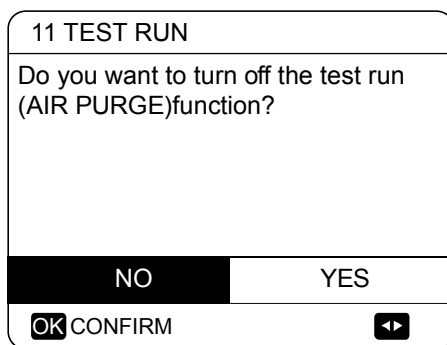 11 TEST RUN
Do you want to turn off the test run
(AIR PURGE)function?
NO YES
OK CONFIRM